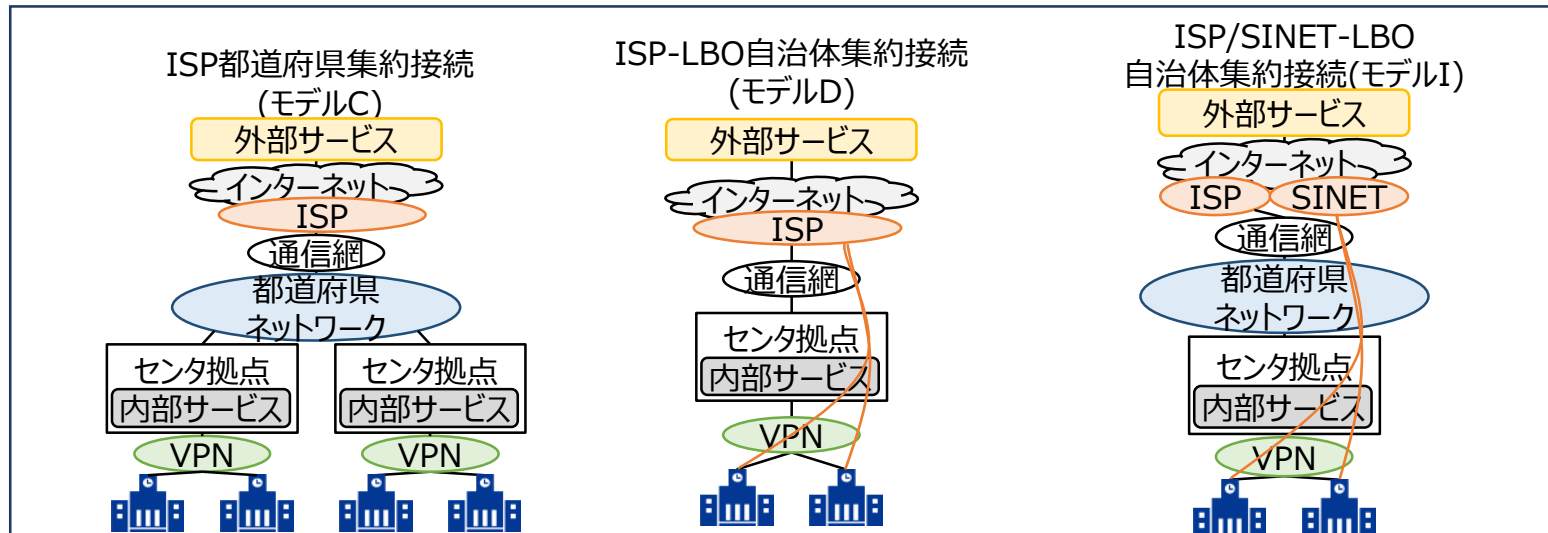 ISP都道府県集約接続
(モデルC)
外部サービス
インターネット
ISP
通信網
都道府県
ネットワーク
センタ拠点
内部サービス
VPN
センタ拠点
内部サービス
VPN
ISP-LBO自治体集約接続
(モデルD)
外部サービス
インターネット
ISP
通信網
センタ拠点
内部サービス
VPN
ISP/SINET-LBO
自治体集約接続(モデルI)
外部サービス
インターネット
ISP
SINET
通信網
都道府県
ネットワーク
センタ拠点
内部サービス
VPN